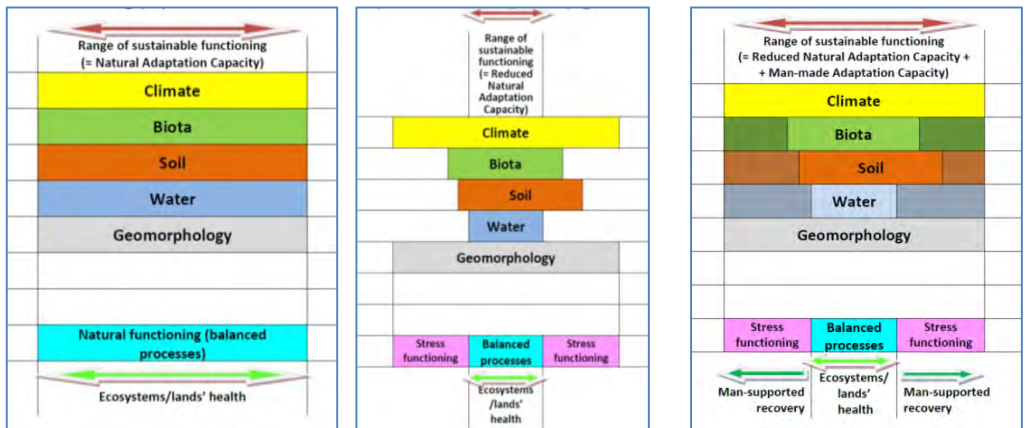 Range of sustainable functioning
(= Natural Adaptation Capacity)
Climate
Biota
Soil
Water
Geomorphology
Natural functioning (balanced
processes)
Ecosystems/lands' health
Range of
sustainable
functioning
(= Reduced
Natural
Adaptation
Capacity)
Climate
Biota
Soil
Water
Geomorphology
Stress
functioning
Balanced
processes
Stress
functioning
Ecosystems
/lands'
health
Range of sustainable functioning
(= Reduced Natural Adaptation Capacity +
+ Man-made Adaptation Capacity)
Climate
Biota
Soil
Water
Geomorphology
Stress
functioning
Balanced
processes
Stress
functioning
Man-supported
recovery
Ecosystems/
lands'
health
Man-supported
recovery